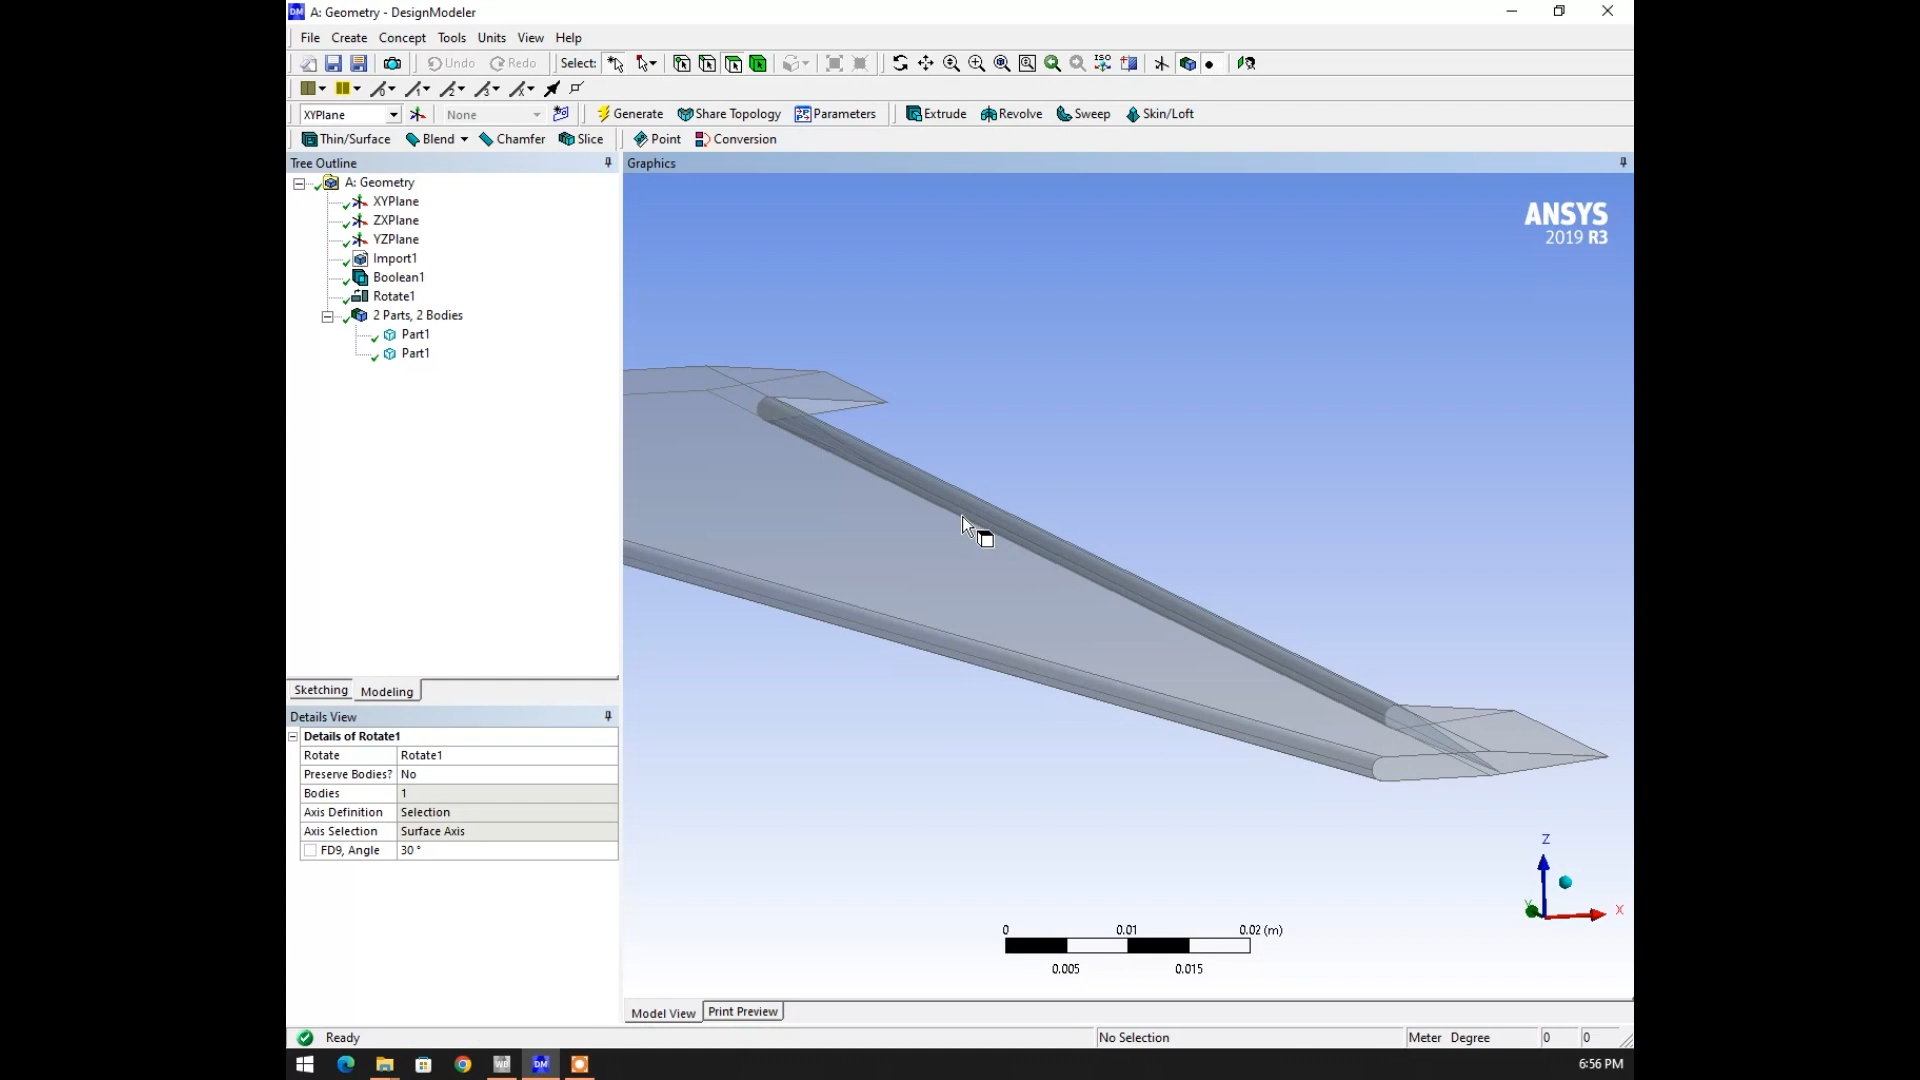 A: Geometry - DesignModeler
File Create Concept Tools Units View Help
Undo Redo Select: ISO
XYPlane None Generate Share Topology Parameters Extrude Revolve Sweep Skin/Loft
Thin/Surface Blend Chamfer Slice Point Conversion
Tree Outline
A: Geometry
XYPlane
ZXPlane
YZPlane
Import1
Boolean1
Rotate1
2 Parts, 2 Bodies
Part1
Part1
Sketching Modeling
Details View
Details of Rotate1
Rotate Rotate1
Preserve Bodies? No
Bodies 1
Axis Definition Selection
Axis Selection Surface Axis
FD9, Angle 30 °
Graphics
ANSYS
2019 R3
Z
Y
X
0 0.01 0.02 (m)
0.005 0.015
Model View Print Preview
Ready No Selection Meter Degree 0 0
DM
6:56 PM